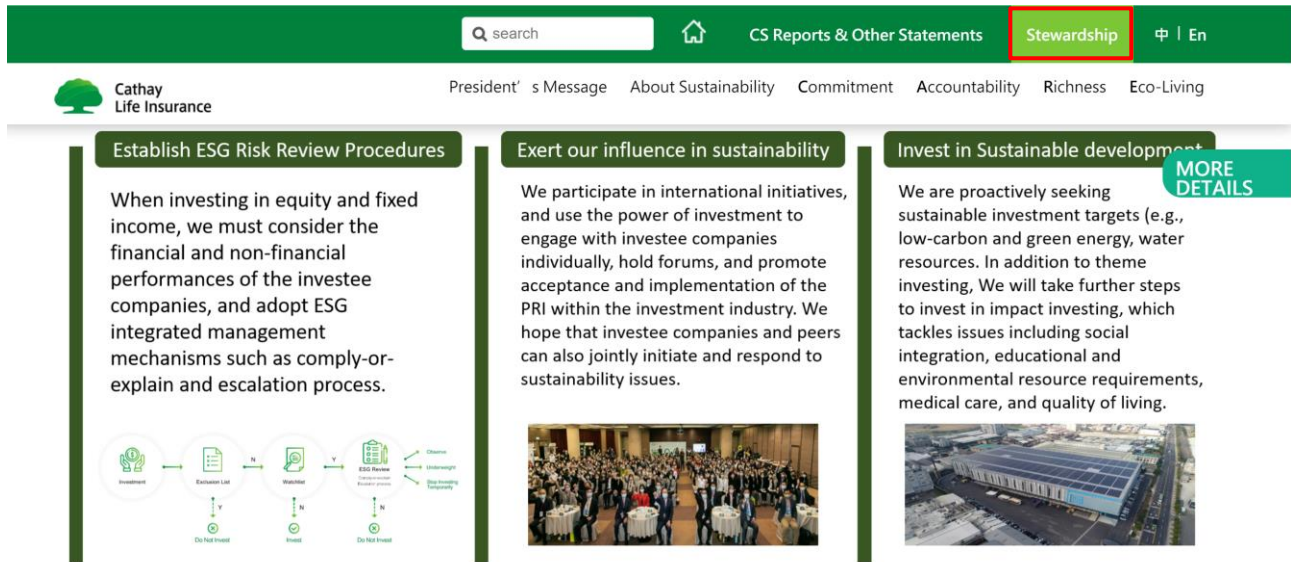 search
CS Reports & Other Statements
Stewardship
中 | En
Cathay
Life Insurance
President' s Message
About Sustainability
Commitment
Accountability
Richness
Eco-Living
Establish ESG Risk Review Procedures
When investing in equity and fixed
income, we must consider the
financial and non-financial
performances of the investee
companies, and adopt ESG
integrated management
mechanisms such as comply-or-
explain and escalation process.
Investment
Exclusion List
N
Watchlist
Y
ESG Review
Observe
Underweight
Stop Investing
Temporarily
Y
N
N
Do Not Invest
Invest
Do Not Invest
Exert our influence in sustainability
We participate in international initiatives,
and use the power of investment to
engage with investee companies
individually, hold forums, and promote
acceptance and implementation of the
PRI within the investment industry. We
hope that investee companies and peers
can also jointly initiate and respond to
sustainability issues.
Invest in Sustainable development
MORE
DETAILS
We are proactively seeking
sustainable investment targets (e.g.,
low-carbon and green energy, water
resources. In addition to theme
investing, We will take further steps
to invest in impact investing, which
tackles issues including social
integration, educational and
environmental resource requirements,
medical care, and quality of living.